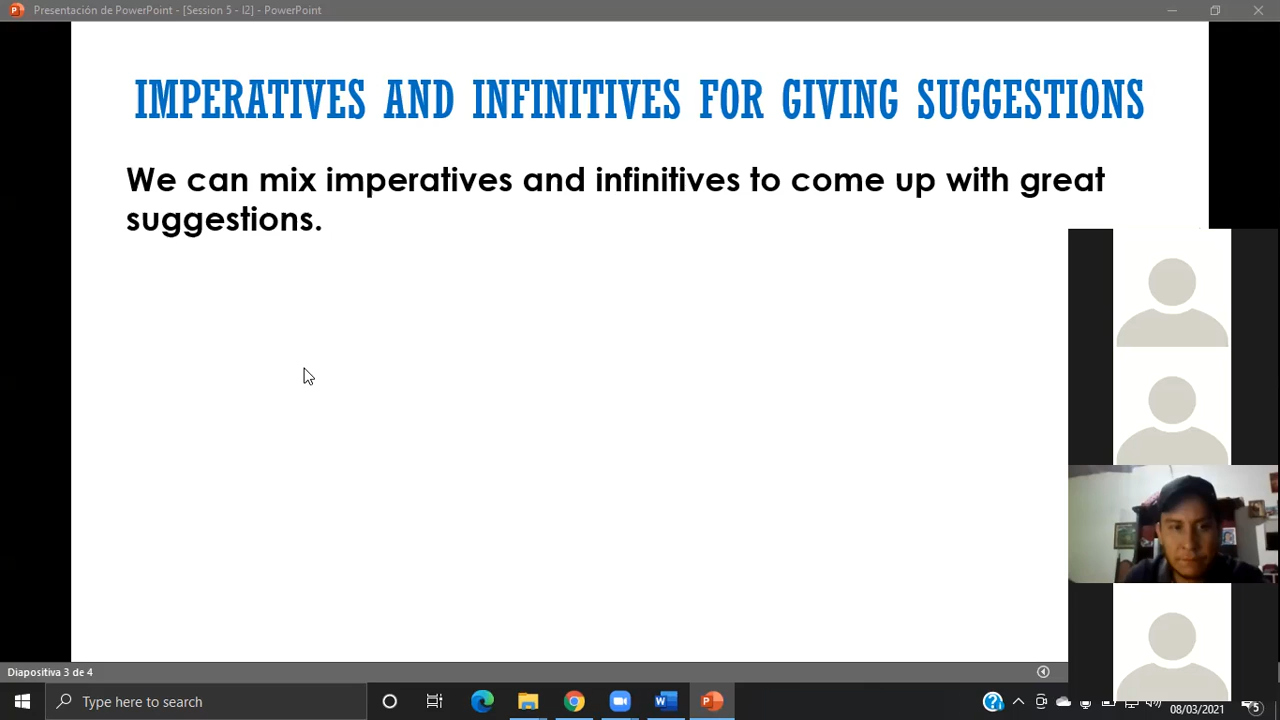 Presentación de PowerPoint - [Session 5 - I2] - PowerPoint
IMPERATIVES AND INFINITIVES FOR GIVING SUGGESTIONS
We can mix imperatives and infinitives to come up with great
suggestions.
Diapositiva 3 de 4
Type here to search
08/03/2021
5